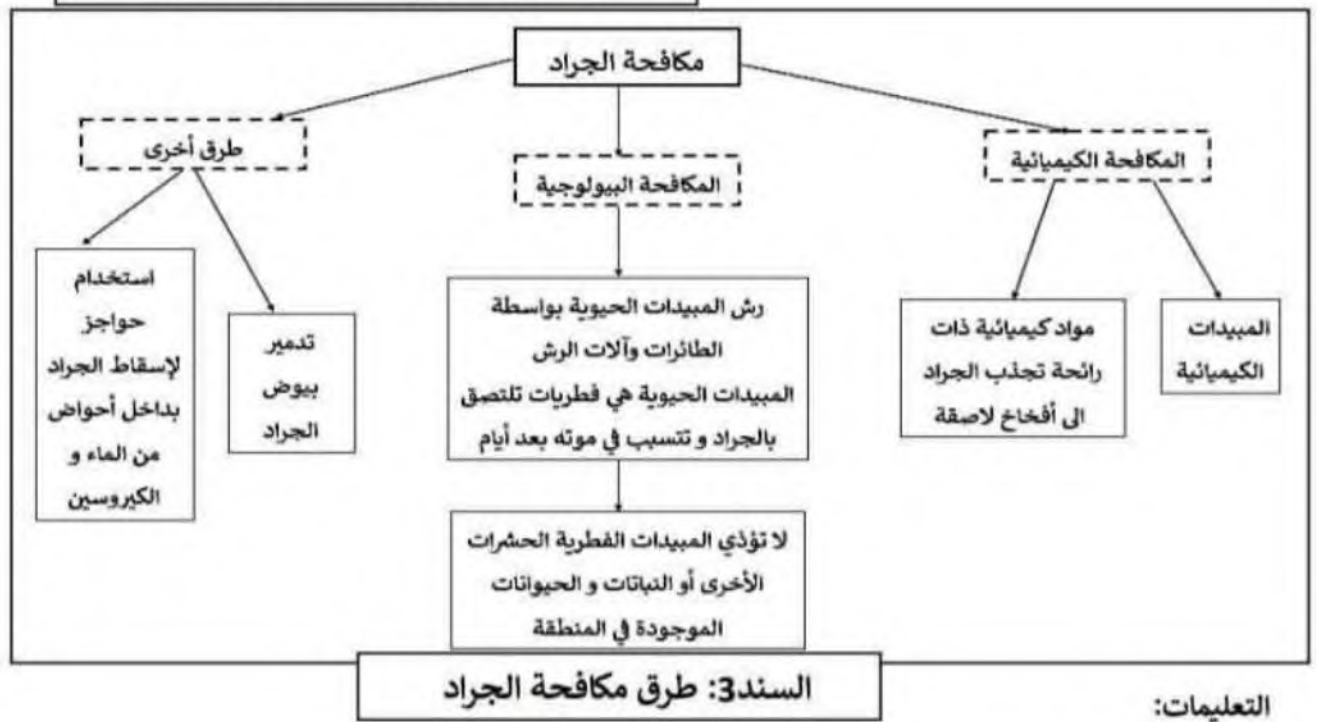 مكافحة الجراد
المكافحة الكيميائية
المكافحة البيولوجية
طرق أخرى
المبيدات
الكيميائية
مواد كيميائية ذات
رائحة تجذب الجراد
الى أفخاخ لاصقة
رش المبيدات الحيوية بواسطة
الطائرات وآلات الرش
المبيدات الحيوية هي فطريات تلتصق
بالجراد و تتسبب في موته بعد أيام
لا تؤذي المبيدات الفطرية الحشرات
الأخرى أو النباتات و الحيوانات
الموجودة في المنطقة
تدمير
بيوض
الجراد
استخدام
حواجز
لإسقاط الجراد
بداخل أحواض
من الماء و
الكيروسين
السند3: طرق مكافحة الجراد
التعليمات: